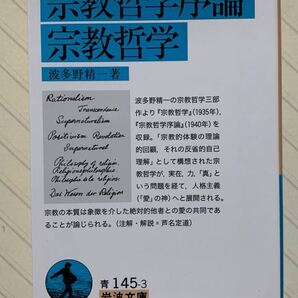 宗教哲学序論
宗教哲学
波多野精一著
Rationalism
Transcendence
Supernaturalism
Positivism Revelation
Supernatural
Philosophy of religion
Religionsphilosophie
Philosophie de la religion
Das Wesen der Religion
波多野精一の宗教哲学三部
作より『宗教哲学』(1935年)、
『宗教哲学序論』(1940年)を
収録。「宗教的体験の理論
的回顧、それの反省的自己
理解」として構想された宗
教哲学が、実在、力、「真」と
いう問題を経て、人格主義
(「愛」の神)へと展開される。
宗教の本質は象徴を介した絶対的他者との愛の共同であ
ることが論じられる。(注解・解説=芦名定道)
青145-3
岩波文庫